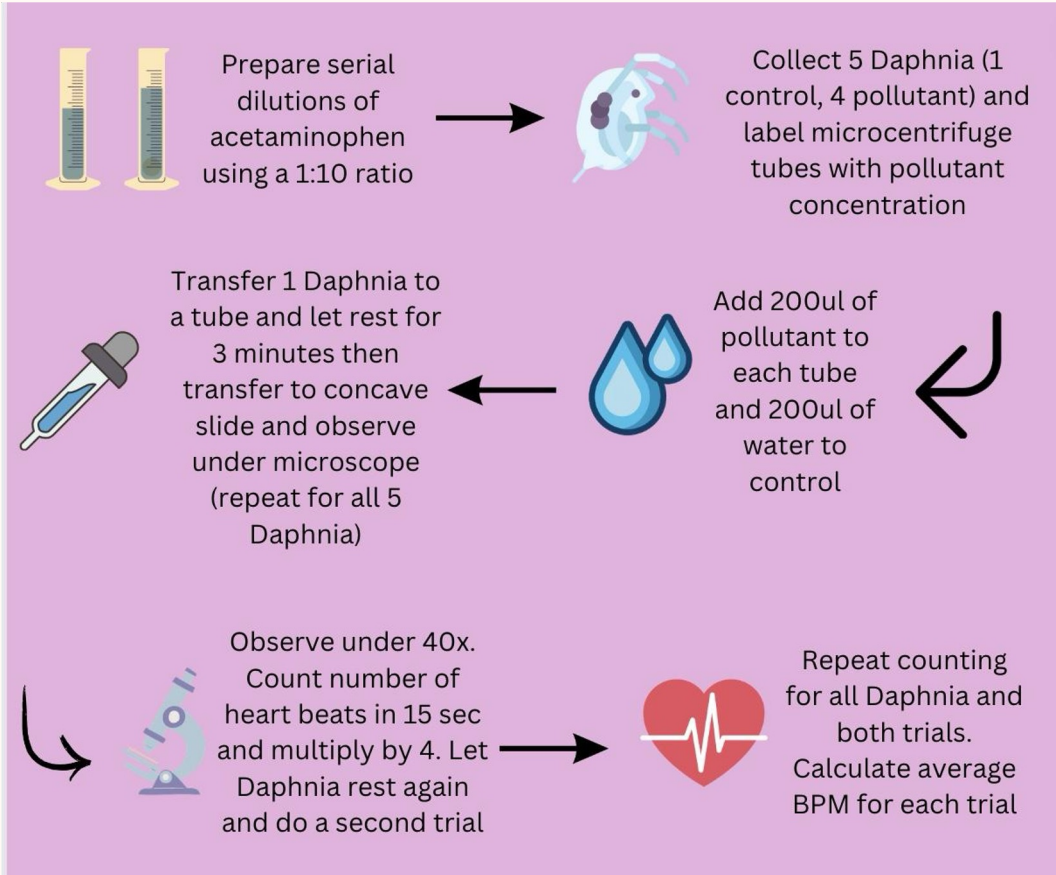 Prepare serial
dilutions of
acetaminophen
using a 1:10 ratio
Collect 5 Daphnia (1
control, 4 pollutant) and
label microcentrifuge
tubes with pollutant
concentration
Add 200ul of
pollutant to
each tube
and 200ul of
water to
control
Transfer 1 Daphnia to
a tube and let rest for
3 minutes then
transfer to concave
slide and observe
under microscope
(repeat for all 5
Daphnia)
Observe under 40x.
Count number of
heart beats in 15 sec
and multiply by 4. Let
Daphnia rest again
and do a second trial
Repeat counting
for all Daphnia and
both trials.
Calculate average
BPM for each trial